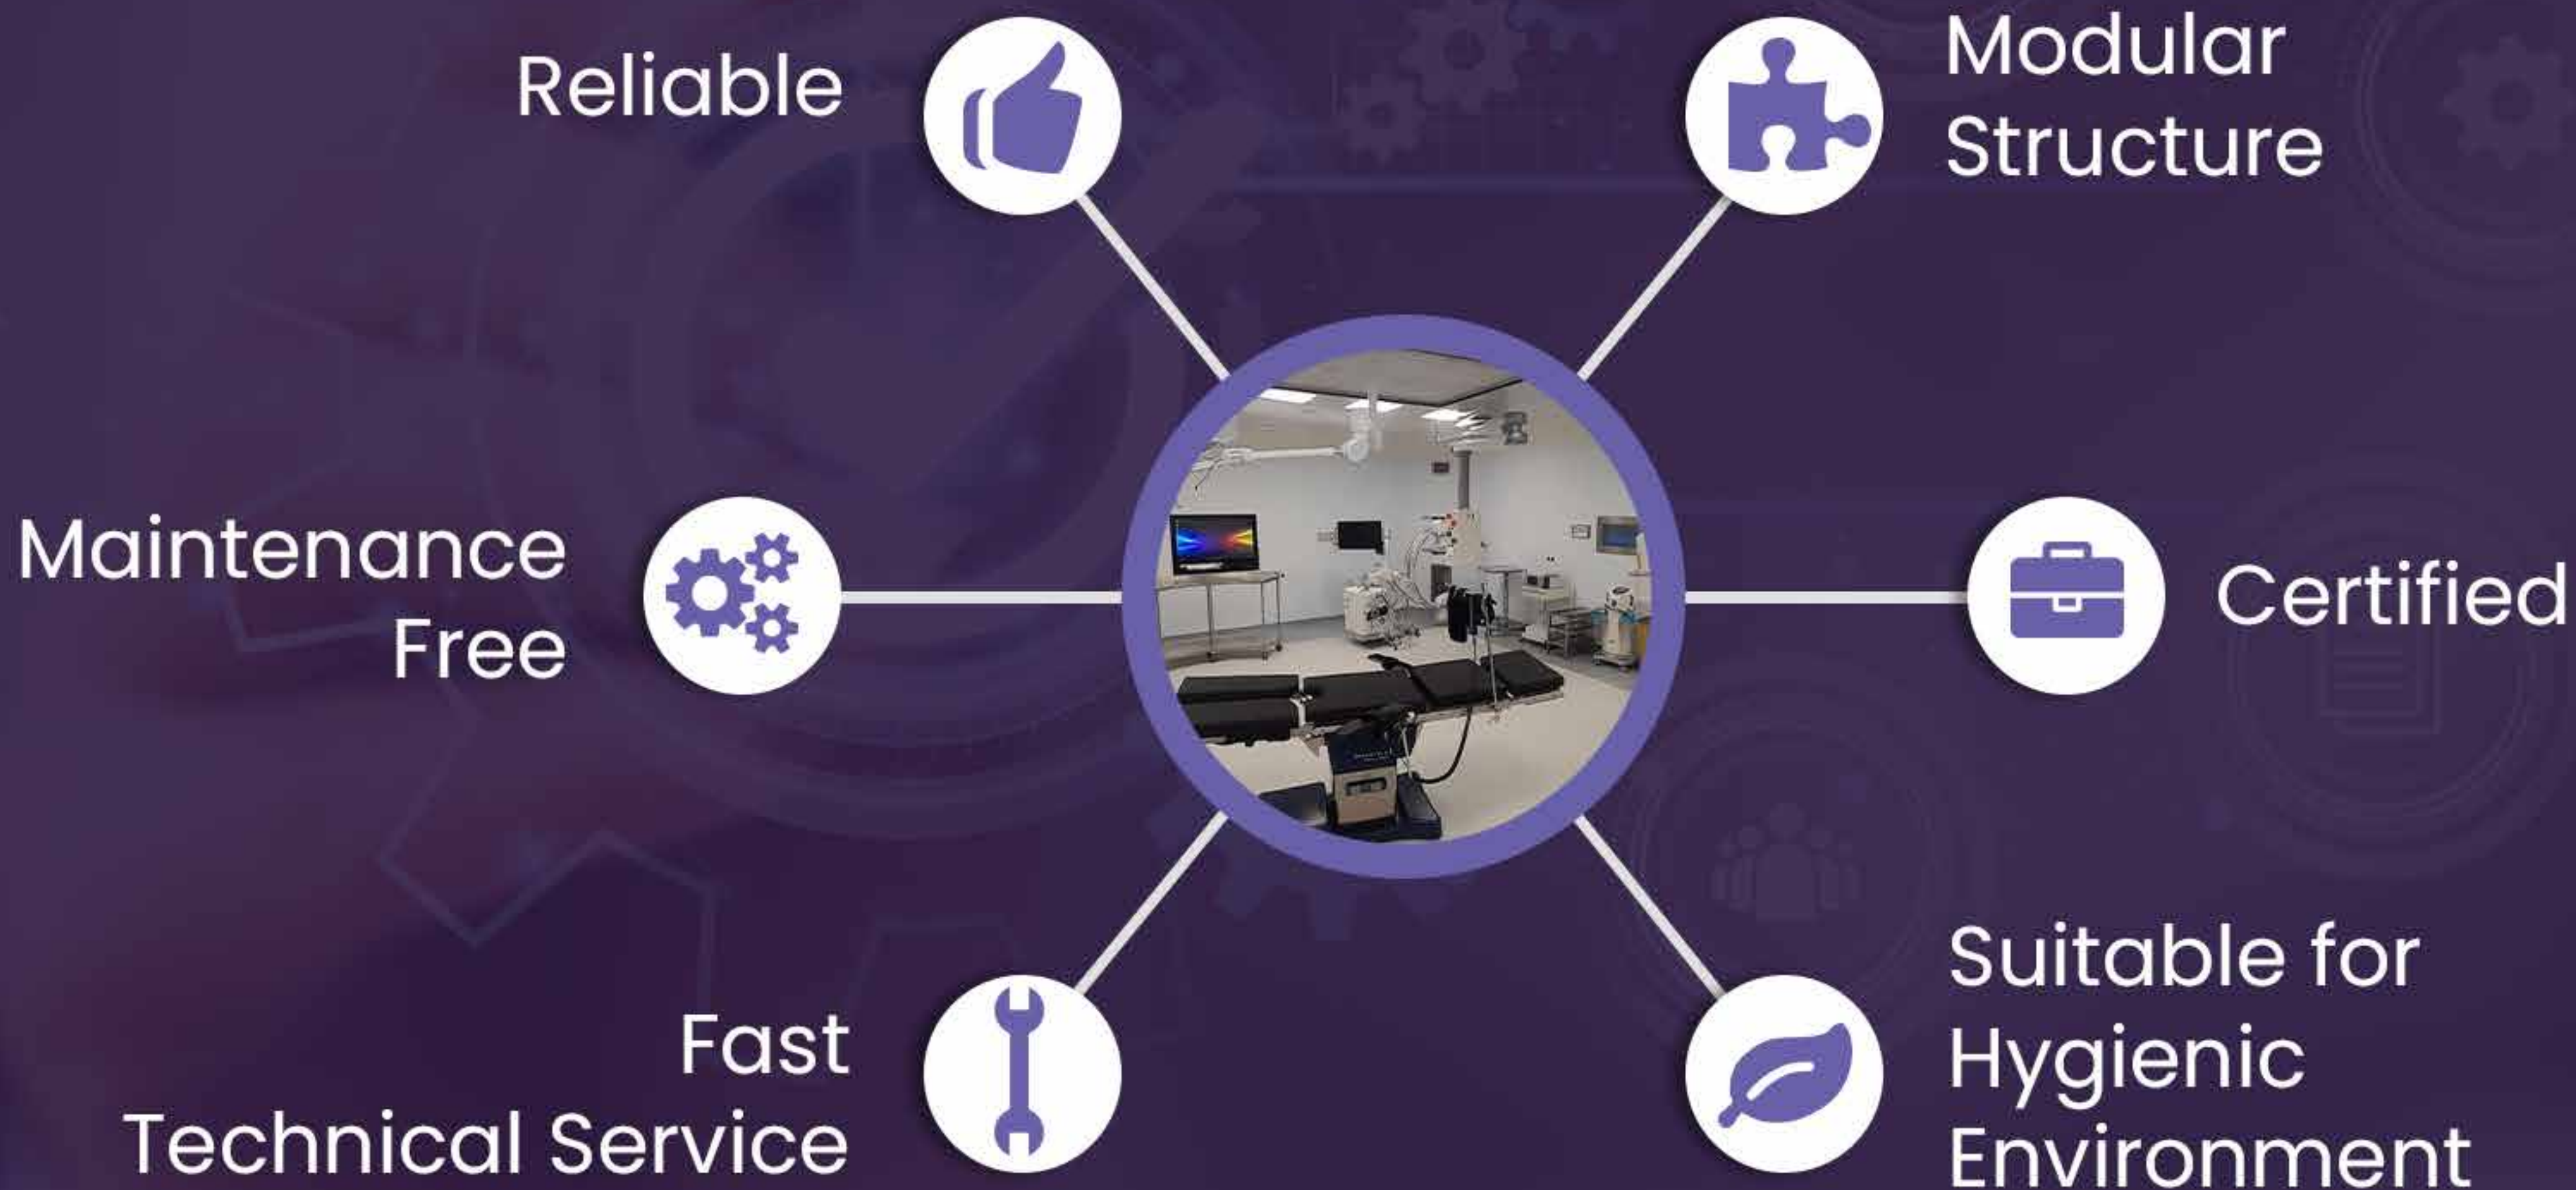 Reliable
Modular
Structure
Maintenance
Free
Certified
Fast
Technical Service
Suitable for
Hygienic
Environment